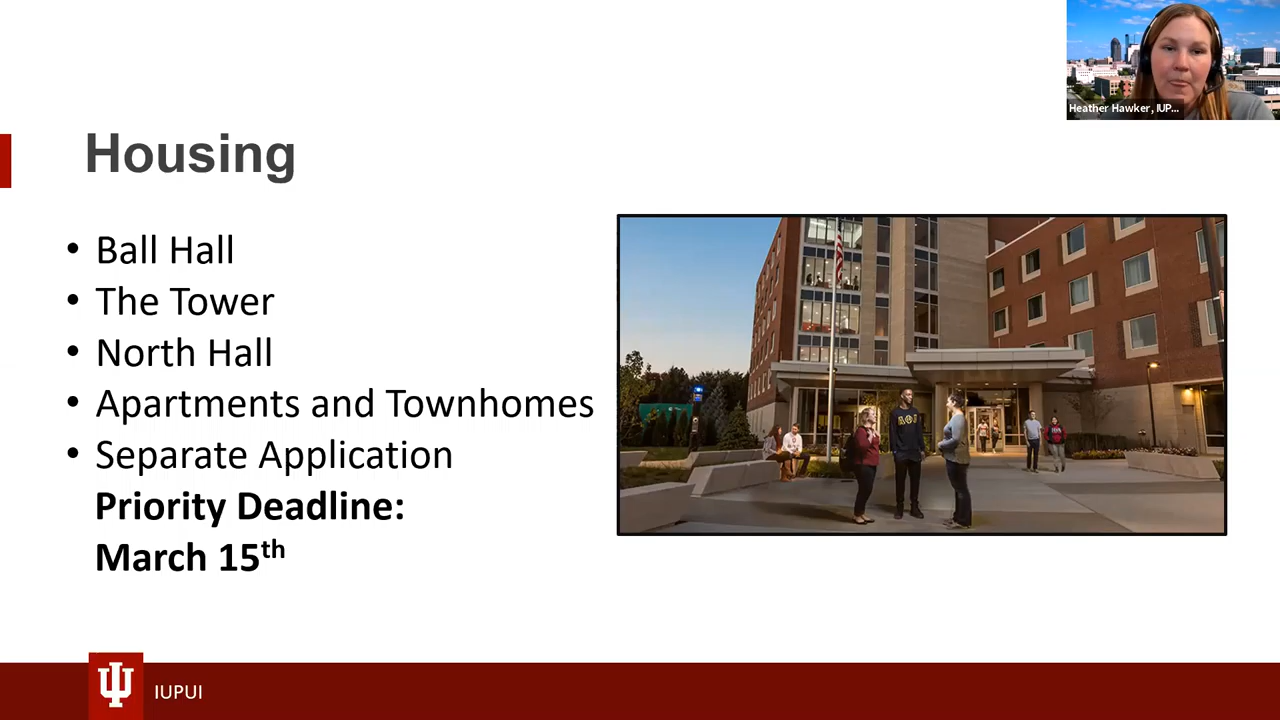 Heather Hawker, IUP...
Housing
• Ball Hall
• The Tower
• North Hall
• Apartments and Townhomes
• Separate Application
Priority Deadline:
March 15th
IUPUI